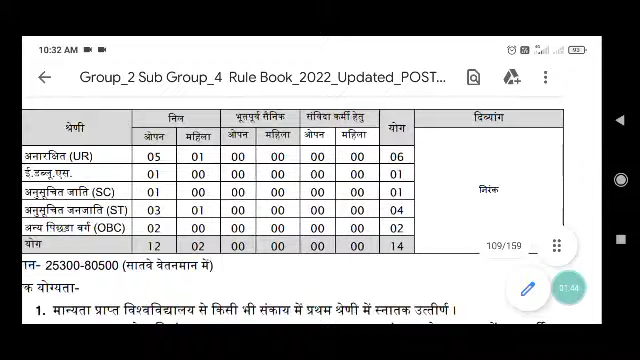 10:32 AM
93
Group_2 Sub Group_4 Rule Book_2022_Updated_POST...
श्रेणी निल भूतपूर्व सैनिक संविदा कर्मी हेतु योग दिव्यांग
ओपन महिला ओपन महिला ओपन महिला
अनारक्षित (UR) 05 01 00 00 00 00 06
ई.डब्लू.एस. 01 00 00 00 00 00 01
अनुसूचित जाति (SC) 01 00 00 00 00 00 01
निरंक
अनुसूचित जनजाति (ST) 03 01 00 00 00 00 04
अन्य पिछड़ा वर्ग (OBC) 02 00 00 00 00 00 02
योग 12 02 00 00 00 00 14
109/159
मान- 25300-80500 (सातवे वेतनमान में)
क योग्यता-
01:44
1. मान्यता प्राप्त विश्वविद्यालय से किसी भी संकाय में प्रथम श्रेणी में स्नातक उत्तीर्ण ।